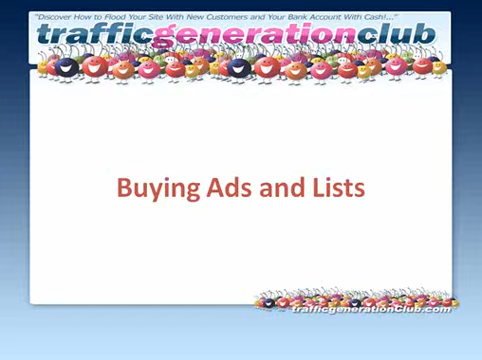 "Discover How to Flood Your Site With New Customers and Your Bank Account With Cash!..."
trafficgenerationclub
Buying Ads and Lists
trafficgenerationClub.com